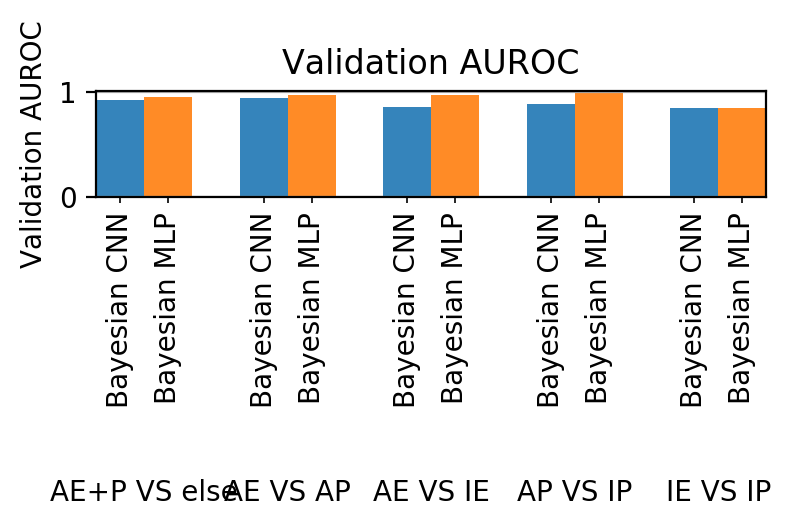 Validation AUROC
Validation AUROC
1
0
Bayesian CNN
Bayesian MLP
Bayesian CNN
Bayesian MLP
Bayesian CNN
Bayesian MLP
Bayesian CNN
Bayesian MLP
Bayesian CNN
Bayesian MLP
AE+P VS else
AE VS AP
AE VS IE
AP VS IP
IE VS IP